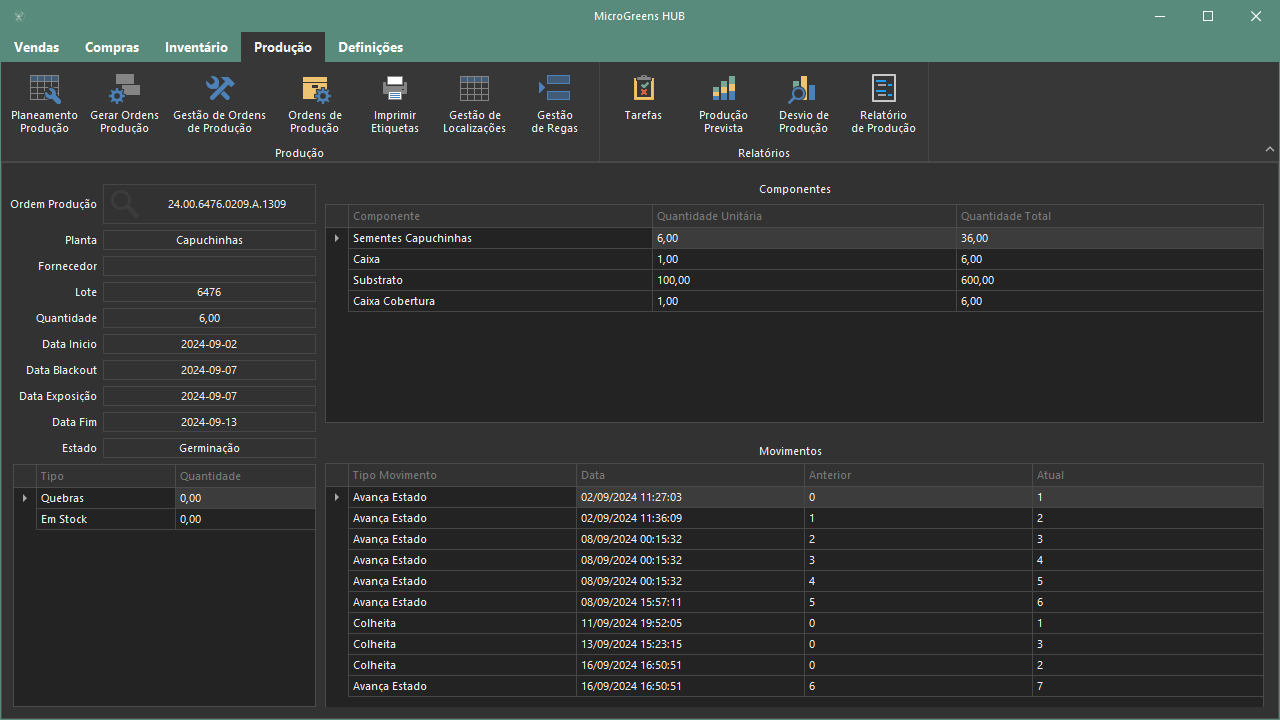 MicroGreens HUB
Vendas Compras Inventário Produção Definições
Planeamento Produção
Gerar Ordens Produção
Gestão de Ordens de Produção
Ordens de Produção
Imprimir Etiquetas
Gestão de Localizações
Gestão de Regas
Tarefas
Produção Prevista
Desvio de Produção
Relatório de Produção
Produção
Relatórios
Ordem Produção 24.00.6476.0209.A.1309
Planta Capuchinhas
Fornecedor
Lote 6476
Quantidade 6,00
Data Inicio 2024-09-02
Data Blackout 2024-09-07
Data Exposição 2024-09-07
Data Fim 2024-09-13
Estado Germinação
Tipo Quantidade
Quebras 0,00
Em Stock 0,00
Componentes
Componente Quantidade Unitária Quantidade Total
Sementes Capuchinhas 6,00 36,00
Caixa 1,00 6,00
Substrato 100,00 600,00
Caixa Cobertura 1,00 6,00
Movimentos
Tipo Movimento Data Anterior Atual
Avança Estado 02/09/2024 11:27:03 0 1
Avança Estado 02/09/2024 11:36:09 1 2
Avança Estado 08/09/2024 00:15:32 2 3
Avança Estado 08/09/2024 00:15:32 3 4
Avança Estado 08/09/2024 00:15:32 4 5
Avança Estado 08/09/2024 15:57:11 5 6
Colheita 11/09/2024 19:52:05 0 1
Colheita 13/09/2024 15:23:15 0 3
Colheita 16/09/2024 16:50:51 0 2
Avança Estado 16/09/2024 16:50:51 6 7